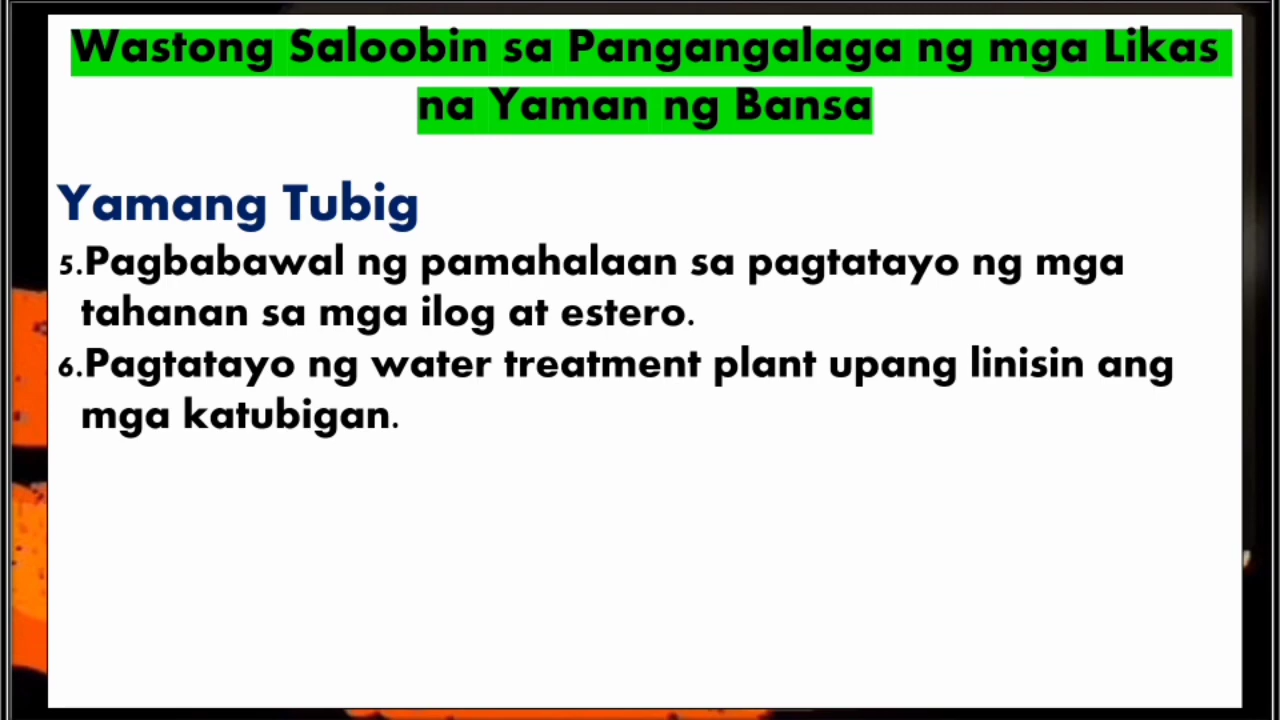 Wastong Saloobin sa Pangangalaga ng mga Likas
na Yaman ng Bansa
Yamang Tubig
5.Pagbabawal ng pamahalaan sa pagtatayo ng mga
tahanan sa mga ilog at estero.
6.Pagtatayo ng water treatment plant upang linisin ang
mga katubigan.